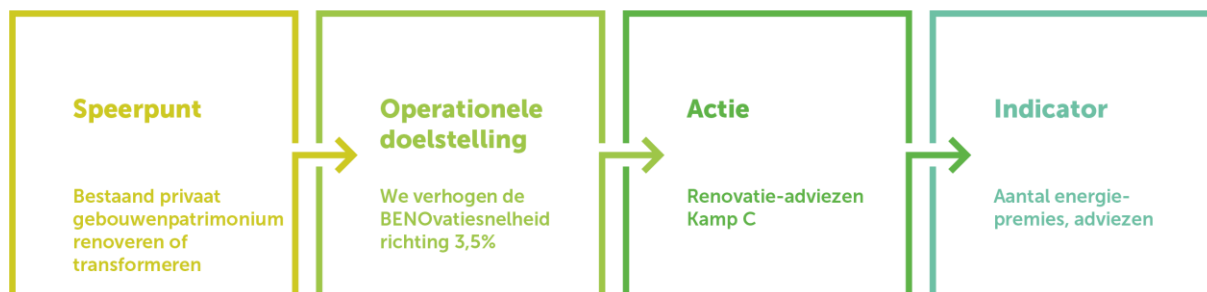 Speerpunt
Bestaand privaat
gebouwenpatrimonium
renoveren of
transformeren
Operationele
doelstelling
We verhogen de
BENOvatiesnelheid
richting 3,5%
Actie
Renovatie-adviezen
Kamp C
Indicator
Aantal energie-
premies, adviezen